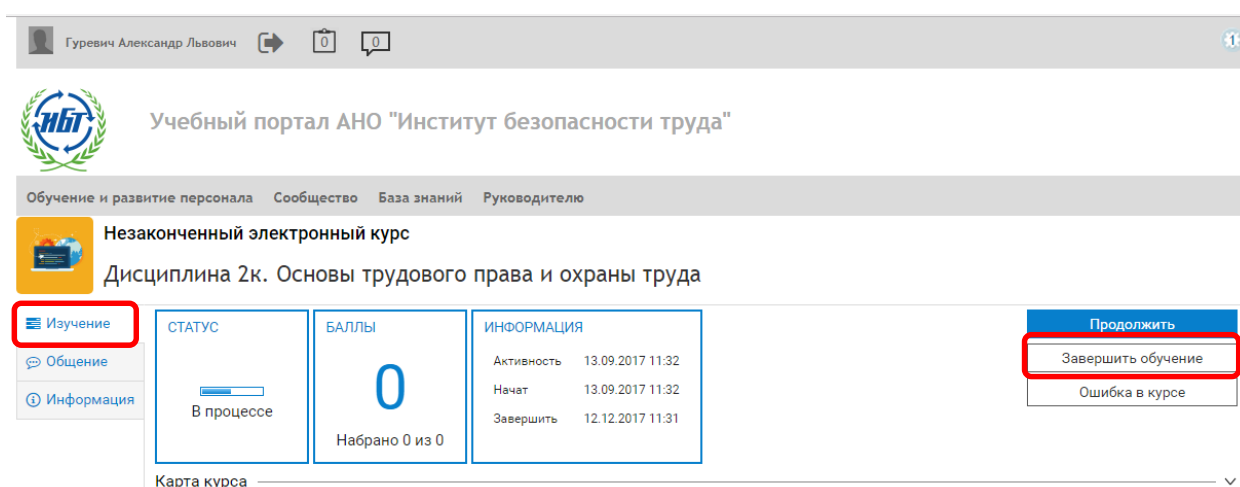 Гуревич Александр Львович 0 0
ИБТ
Учебный портал АНО "Институт безопасности труда"
Обучение и развитие персонала Сообщество База знаний Руководителю
Незаконченный электронный курс
Дисциплина 2к. Основы трудового права и охраны труда
Изучение
Общение
Информация
СТАТУС
В процессе
БАЛЛЫ
0
Набрано 0 из 0
ИНФОРМАЦИЯ
Активность 13.09.2017 11:32
Начат 13.09.2017 11:32
Завершить 12.12.2017 11:31
Продолжить
Завершить обучение
Ошибка в курсе
Карта курса